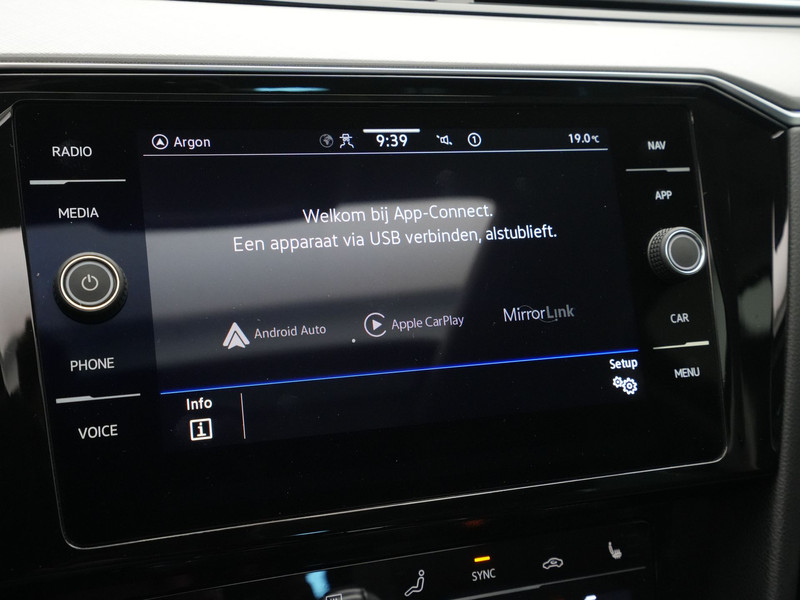 RADIO
MEDIA
PHONE
VOICE
Argon
9:39
1
19.0°C
Welkom bij App-Connect.
Een apparaat via USB verbinden, alstublieft.
Android Auto
Apple CarPlay
MirrorLink
Info
i
Setup
NAV
APP
CAR
MENU
SYNC